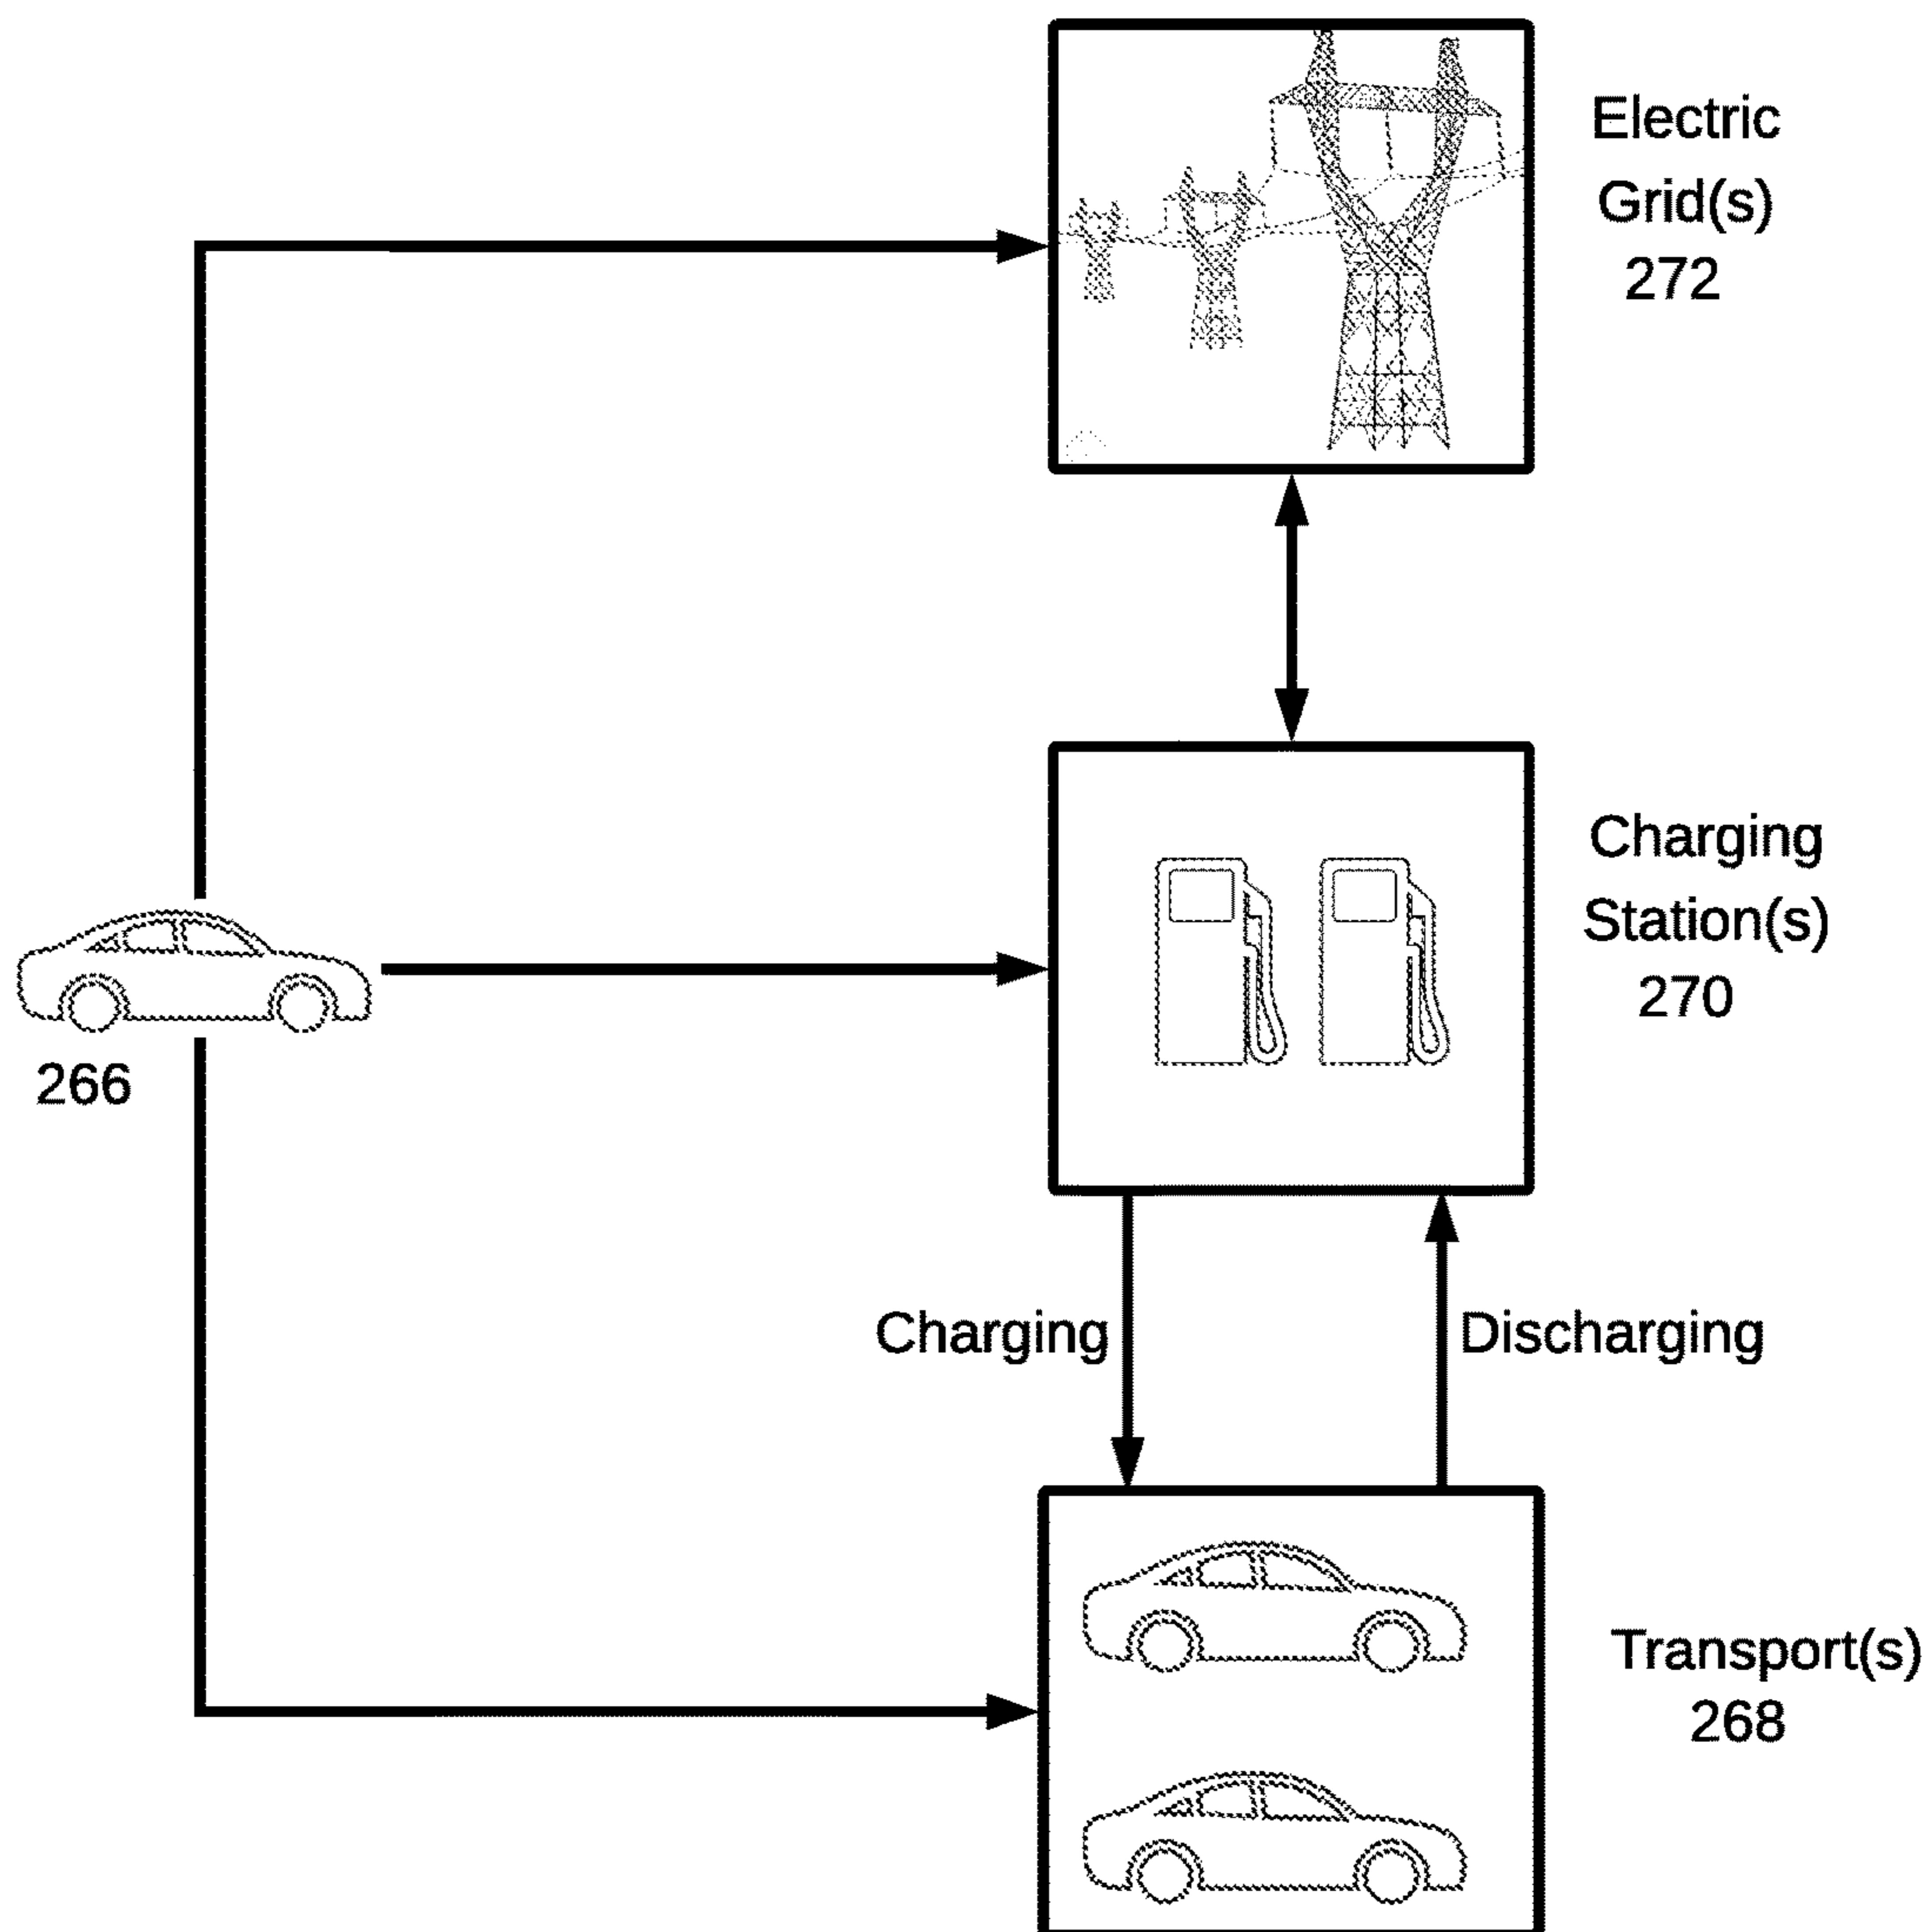 Electric
Grid(s)
272
Charging
Station(s)
270
266
Charging
Discharging
Transport(s)
268